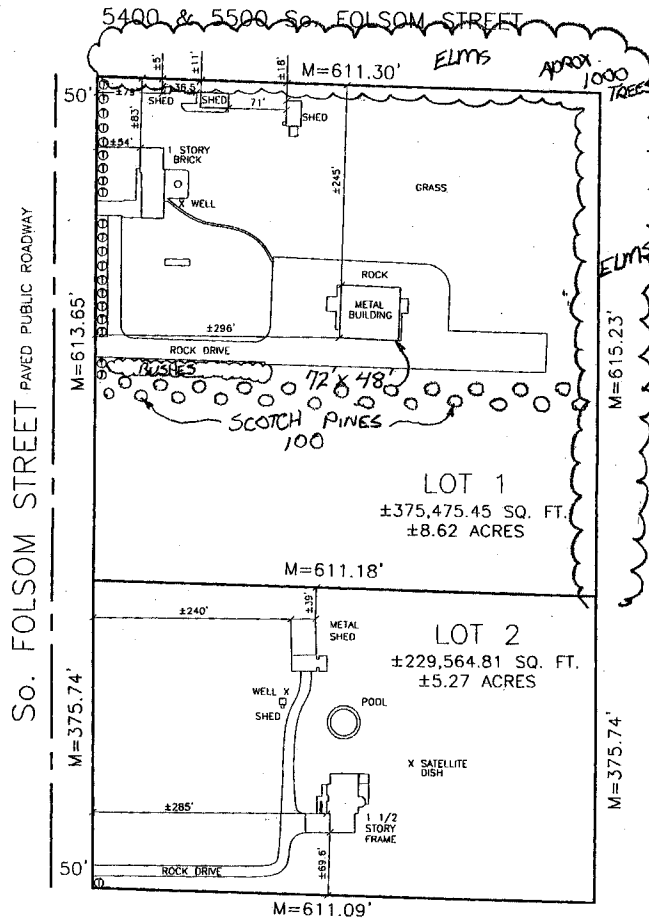 5400 & 5500 So. FOLSOM STREET
ELMS
APROX.
1000
TREES
M=611.30'
±5'
±11'
±18'
50'
±79'
±36.5'
SHED
SHED
71'
SHED
±83'
±54'
1 STORY
BRICK
X WELL
±245'
GRASS
ELMS
ROCK
METAL
BUILDING
±296'
ROCK DRIVE
BUSHES
72' X 48'
SCOTCH PINES
100
M=613.65'
M=615.23'
So. FOLSOM STREET PAVED PUBLIC ROADWAY
LOT 1
±375,475.45 SQ. FT.
±8.62 ACRES
M=611.18'
±240'
±39'
METAL
SHED
LOT 2
±229,564.81 SQ. FT.
±5.27 ACRES
WELL X
SHED
POOL
X SATELLITE
DISH
M=375.74'
M=375.74'
±285'
1 1/2
STORY
FRAME
±69.6'
50'
ROCK DRIVE
M=611.09'